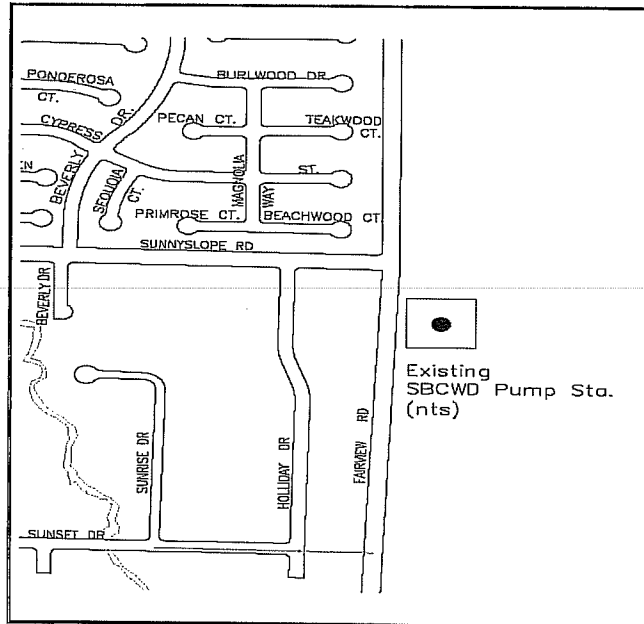 PONDEROSA
CT.
BURLWOOD DR.
CYPRESS
DR.
PECAN CT.
TEAKWOOD
CT.
EN
BEVERLY
SEQUOIA
CT.
MAGNOLIA
WAY
ST.
PRIMROSE CT.
BEACHWOOD CT.
SUNNYSLOPE RD
BEVERLY DR
Existing
SBCWD Pump Sta.
(nts)
SUNRISE DR
HOLLIDAY DR
FAIRVIEW RD
SUNSET DR